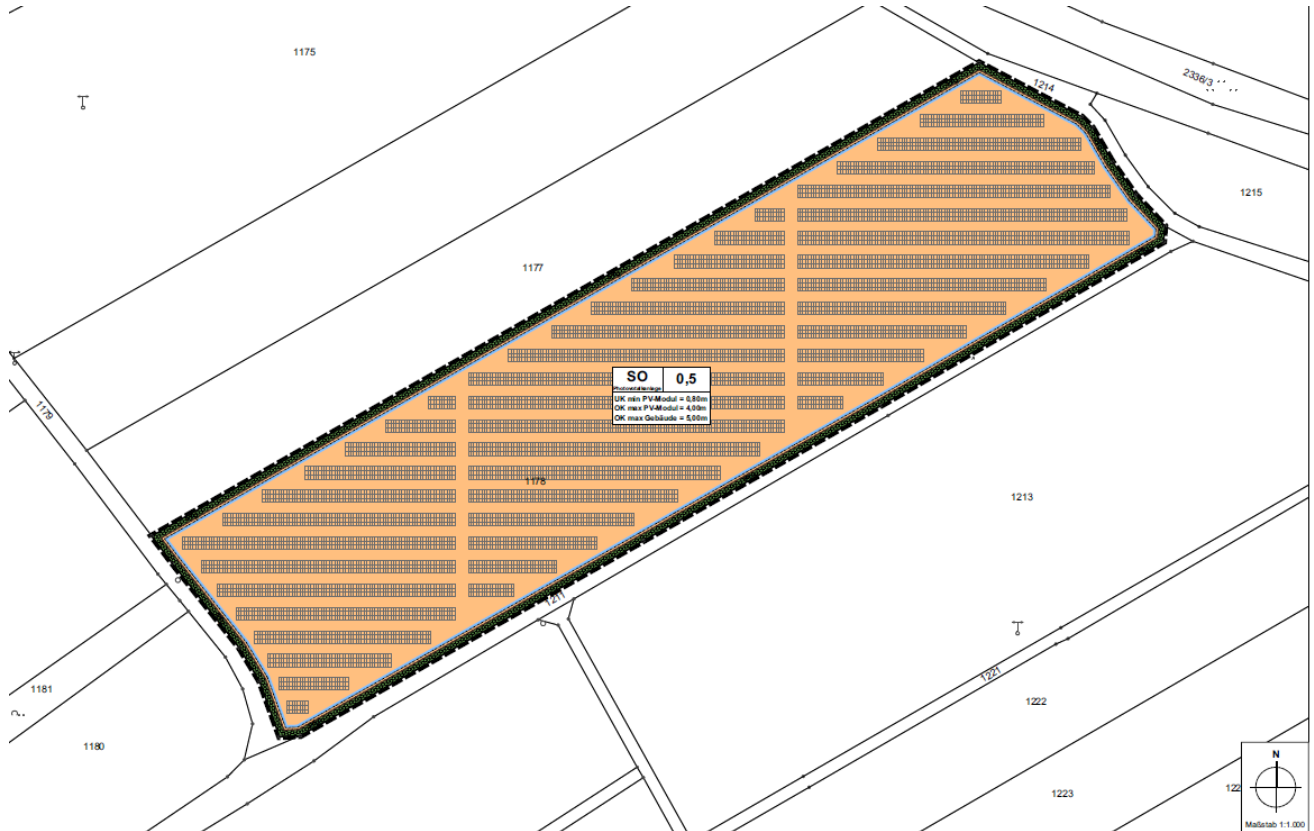 1175
1214
2336/3
1215
1177
1179
SO 0,5
Photovoltaikanlage
UK min PV-Modul = 0,80m
OK max PV-Modul = 4,00m
OK max Gebäude = 5,00m
1178
1213
1211
1181
1221
1222
1180
N
1223
122
Maßstab 1:1.000